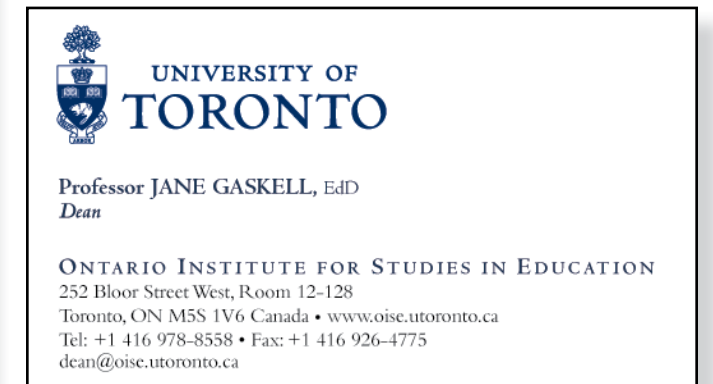 UNIVERSITY OF
TORONTO
Professor JANE GASKELL, EdD
Dean
ONTARIO INSTITUTE FOR STUDIES IN EDUCATION
252 Bloor Street West, Room 12-128
Toronto, ON M5S 1V6 Canada • www.oise.utoronto.ca
Tel: +1 416 978-8558 • Fax: +1 416 926-4775
dean@oise.utoronto.ca